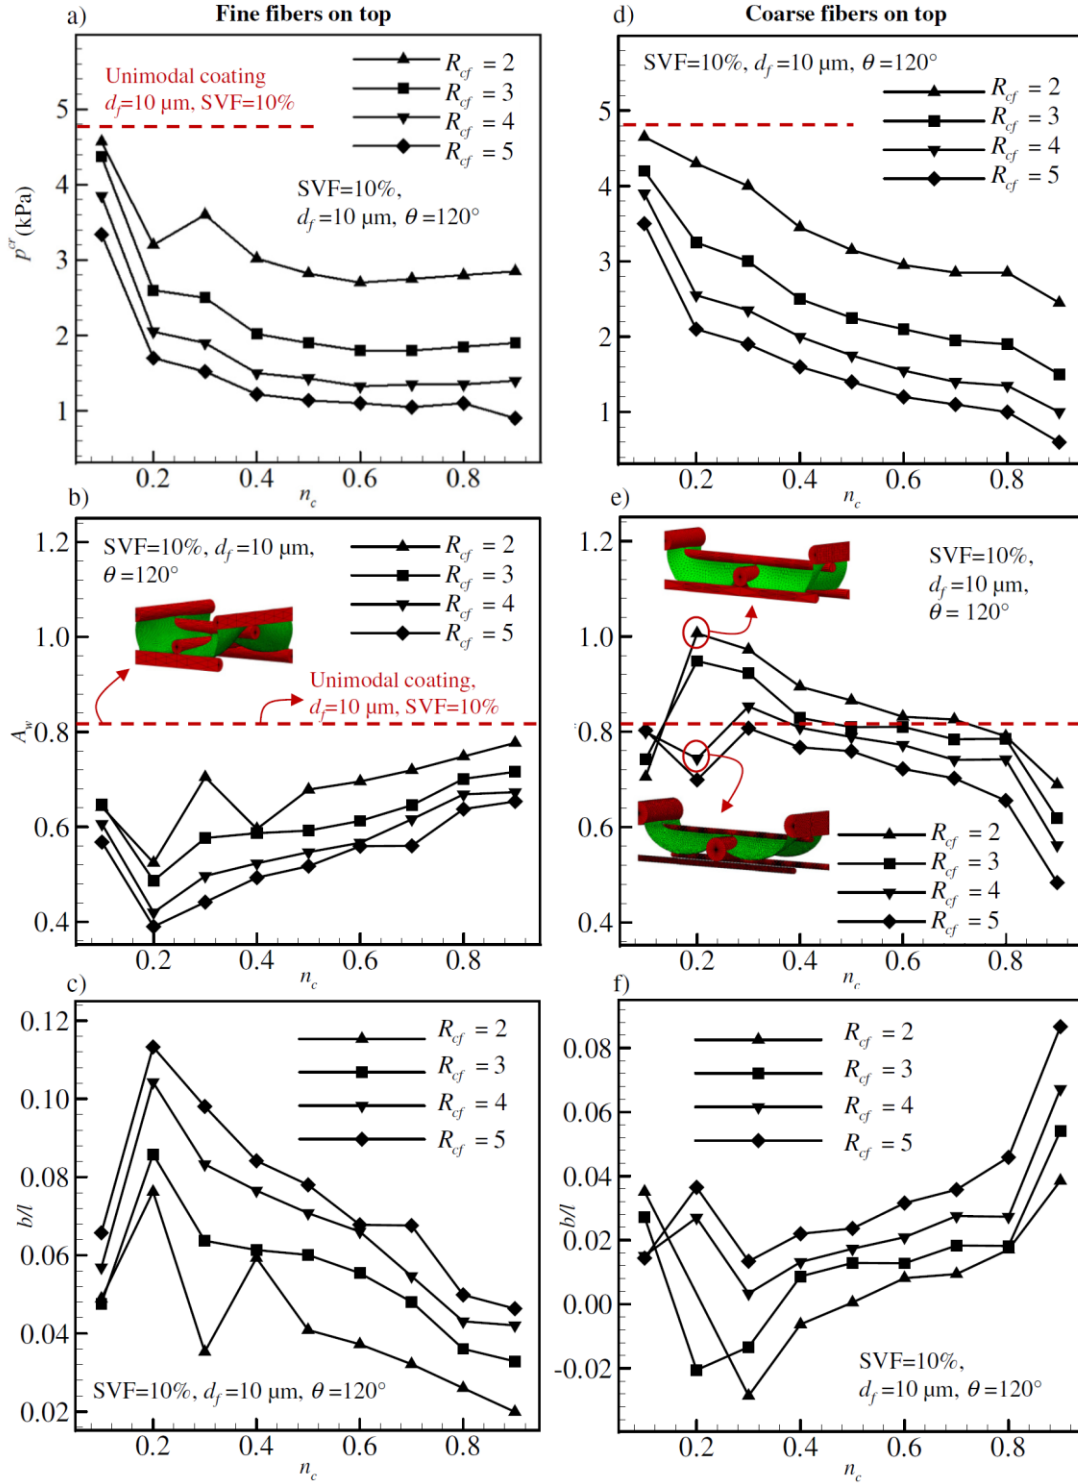 a)
Fine fibers on top
Unimodal coating
d_f=10 µm, SVF=10%
R_cf = 2
R_cf = 3
R_cf = 4
R_cf = 5
SVF=10%,
d_f=10 µm, θ=120°
p^cr (kPa)
5
4
3
2
1
0.2 0.4 0.6 0.8
n_c
d)
Coarse fibers on top
SVF=10%, d_f=10 µm, θ=120°
R_cf = 2
R_cf = 3
R_cf = 4
R_cf = 5
5
4
3
2
1
0.2 0.4 0.6 0.8
n_c
b)
SVF=10%, d_f=10 µm,
θ=120°
R_cf = 2
R_cf = 3
R_cf = 4
R_cf = 5
Unimodal coating,
d_f=10 µm, SVF=10%
A_w
1.2
1.0
0.8
0.6
0.4
0.2 0.4 0.6 0.8
n_c
e)
SVF=10%,
d_f=10 µm,
θ=120°
R_cf = 2
R_cf = 3
R_cf = 4
R_cf = 5
1.2
1.0
0.8
0.6
0.4
0.2 0.4 0.6 0.8
n_c
c)
R_cf = 2
R_cf = 3
R_cf = 4
R_cf = 5
SVF=10%, d_f=10 µm, θ=120°
b/l
0.12
0.10
0.08
0.06
0.04
0.02
0.2 0.4 0.6 0.8
n_c
f)
R_cf = 2
R_cf = 3
R_cf = 4
R_cf = 5
SVF=10%,
d_f=10 µm, θ=120°
b/l
0.08
0.06
0.04
0.02
0.00
-0.02
0.2 0.4 0.6 0.8
n_c